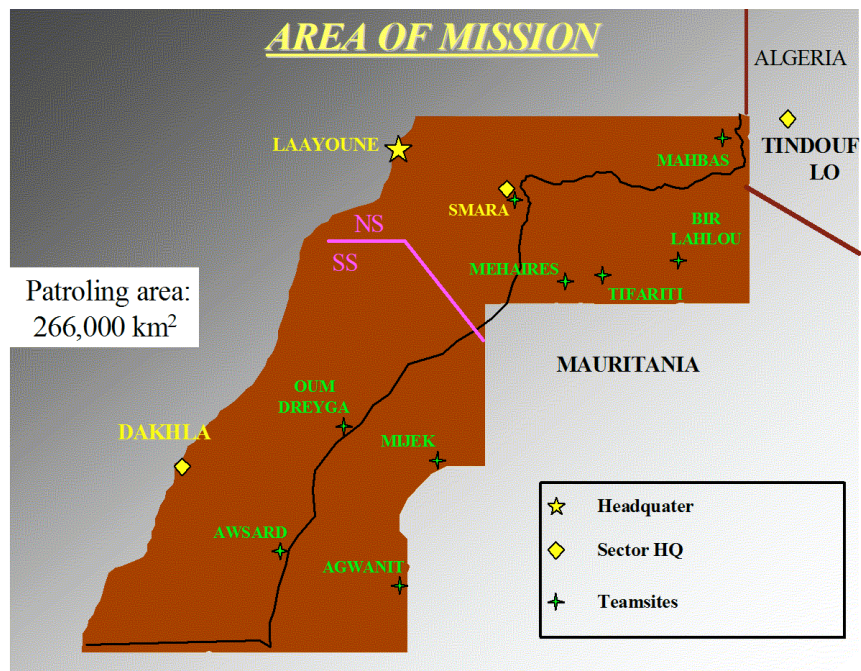 AREA OF MISSION
ALGERIA
LAAYOUNE
TINDOUF
LO
MAHBAS
SMARA
BIR
LAHLOU
NS
SS
MEHAIRES
TIFARITI
Patroling area:
266,000 km²
MAURITANIA
OUM
DREYGA
DAKHLA
MIJEK
AWSARD
AGWANIT
Headquater
Sector HQ
Teamsites